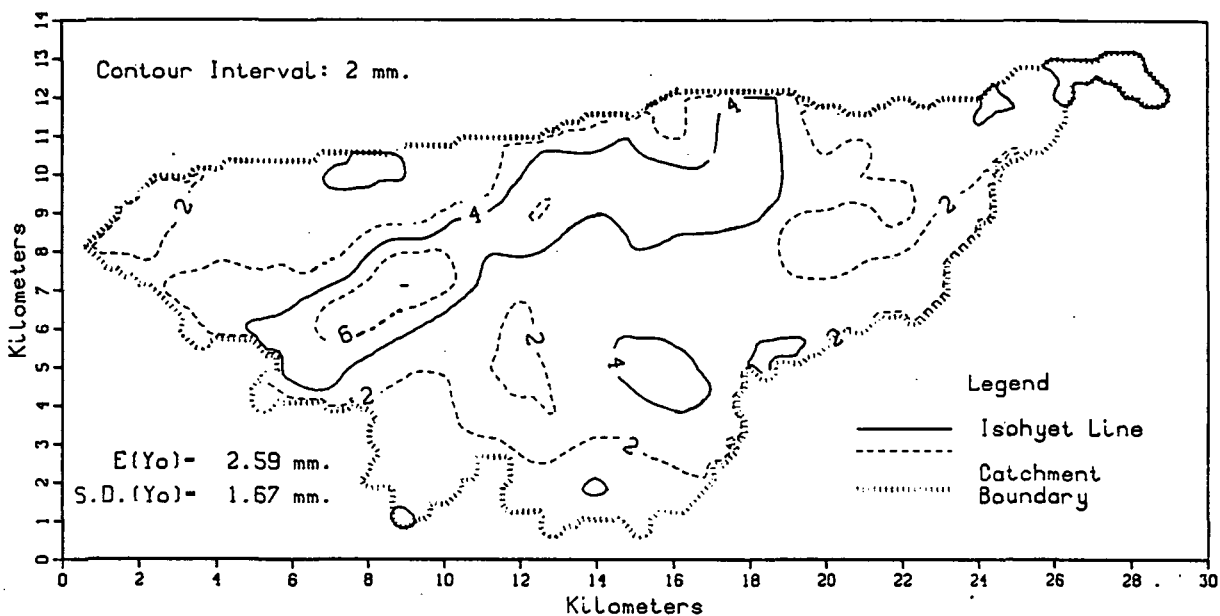 Contour Interval: 2 mm.
14
13
12
11
10
9
8
7
6
5
4
3
2
1
0
Kilometers
4
2
4
2
6
2
4
2
2
2
2
E(Yo)= 2.59 mm.
S.D.(Yo)= 1.67 mm.
Legend
Isohyet Line
Catchment
Boundary
0 2 4 6 8 10 12 14 16 18 20 22 24 26 28 30
Kilometers